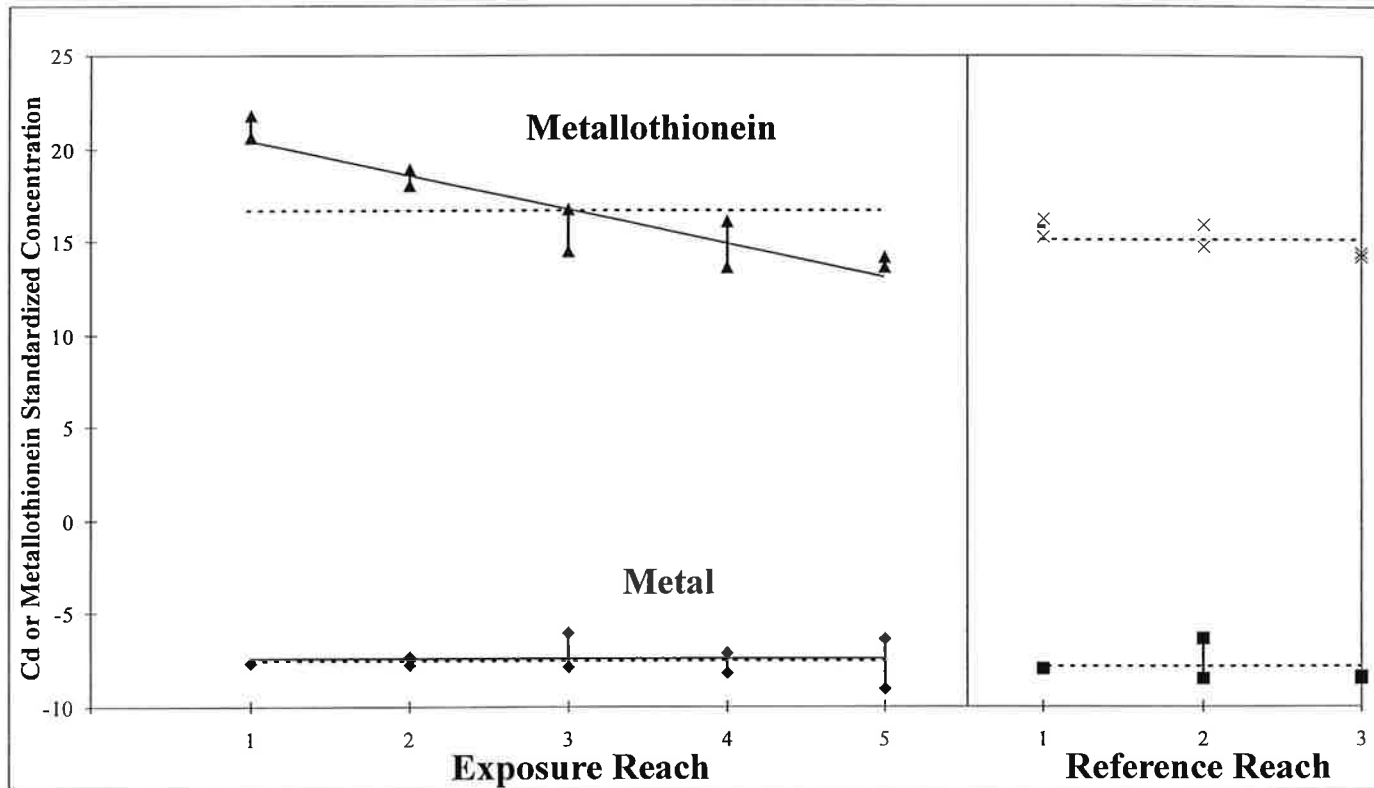 Cd or Metallothionein Standardized Concentration
25
20
15
10
5
0
-5
-10
Metallothionein
Metal
1 2 3 4 5
1 2 3
Exposure Reach
Reference Reach